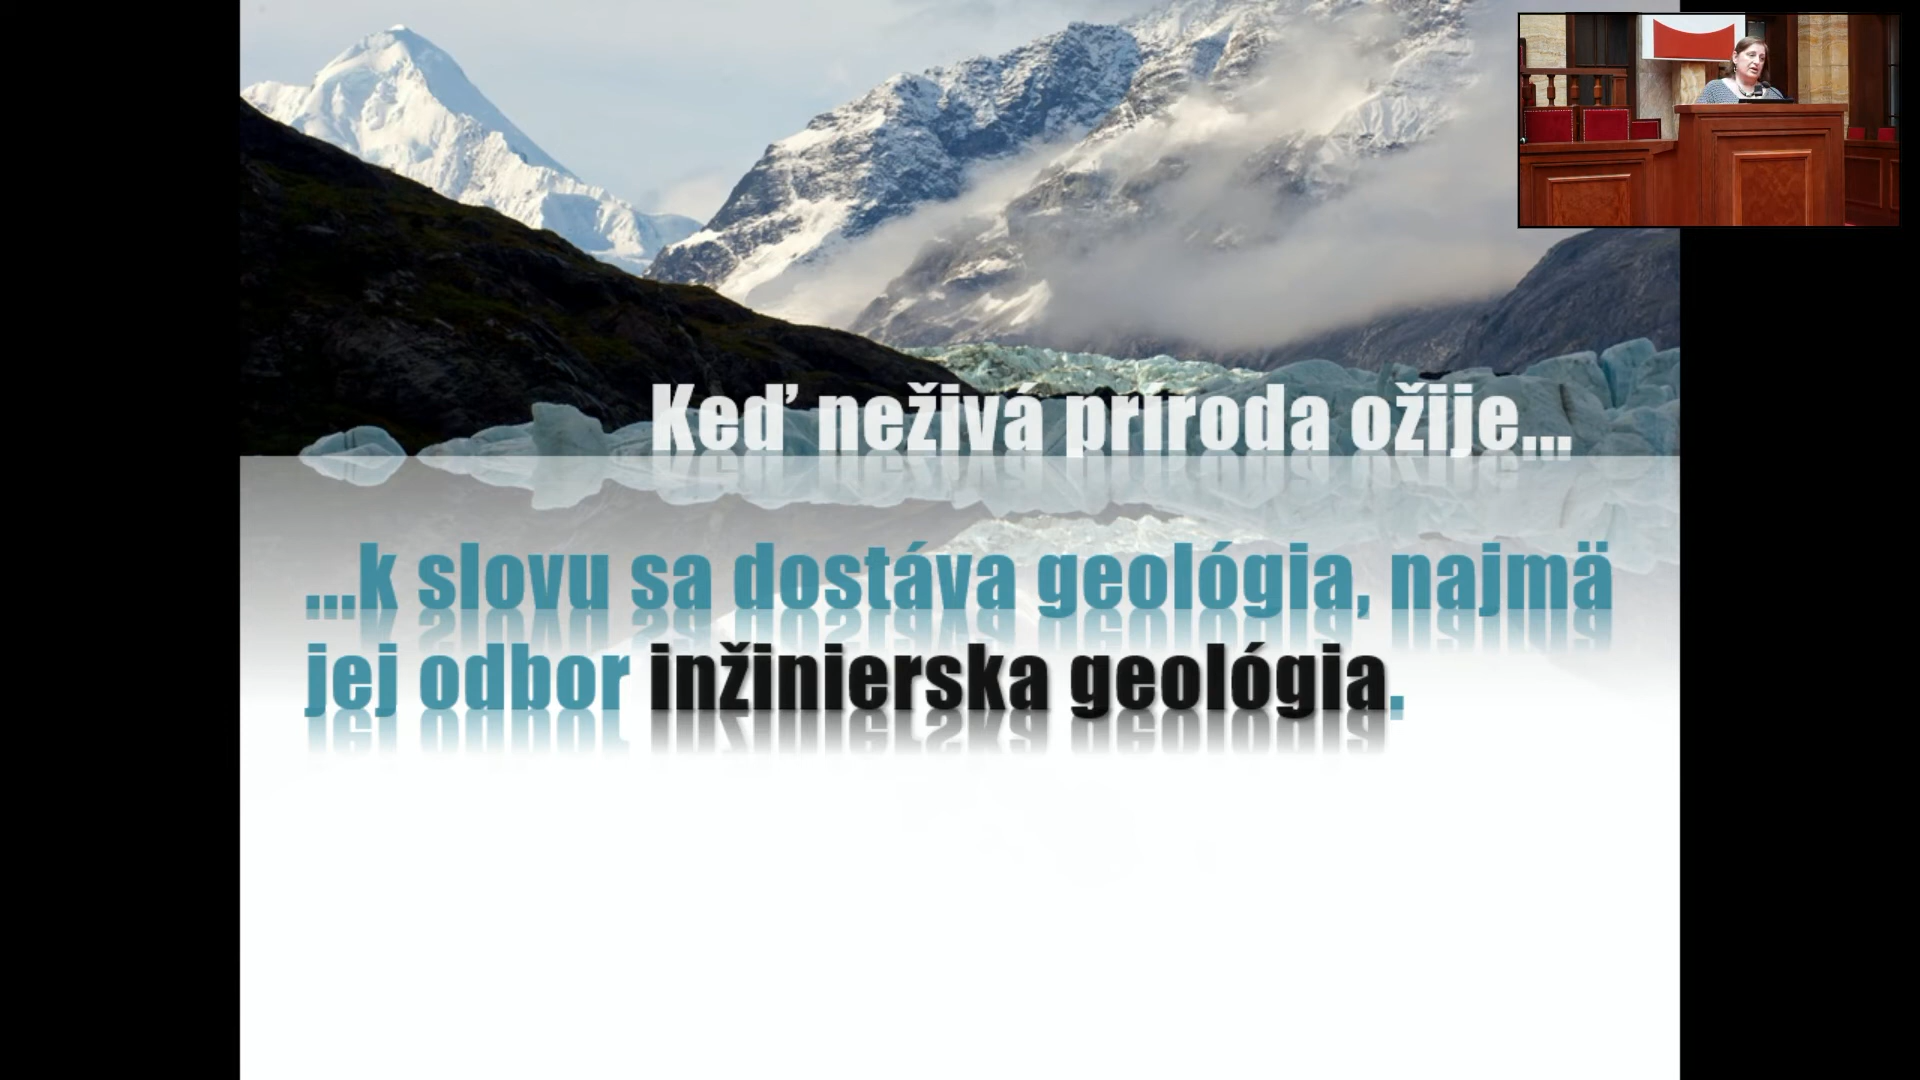 Keď neživá príroda ožije...
...k slovu sa dostáva geológia, najmä
jej odbor inžinierska geológia.